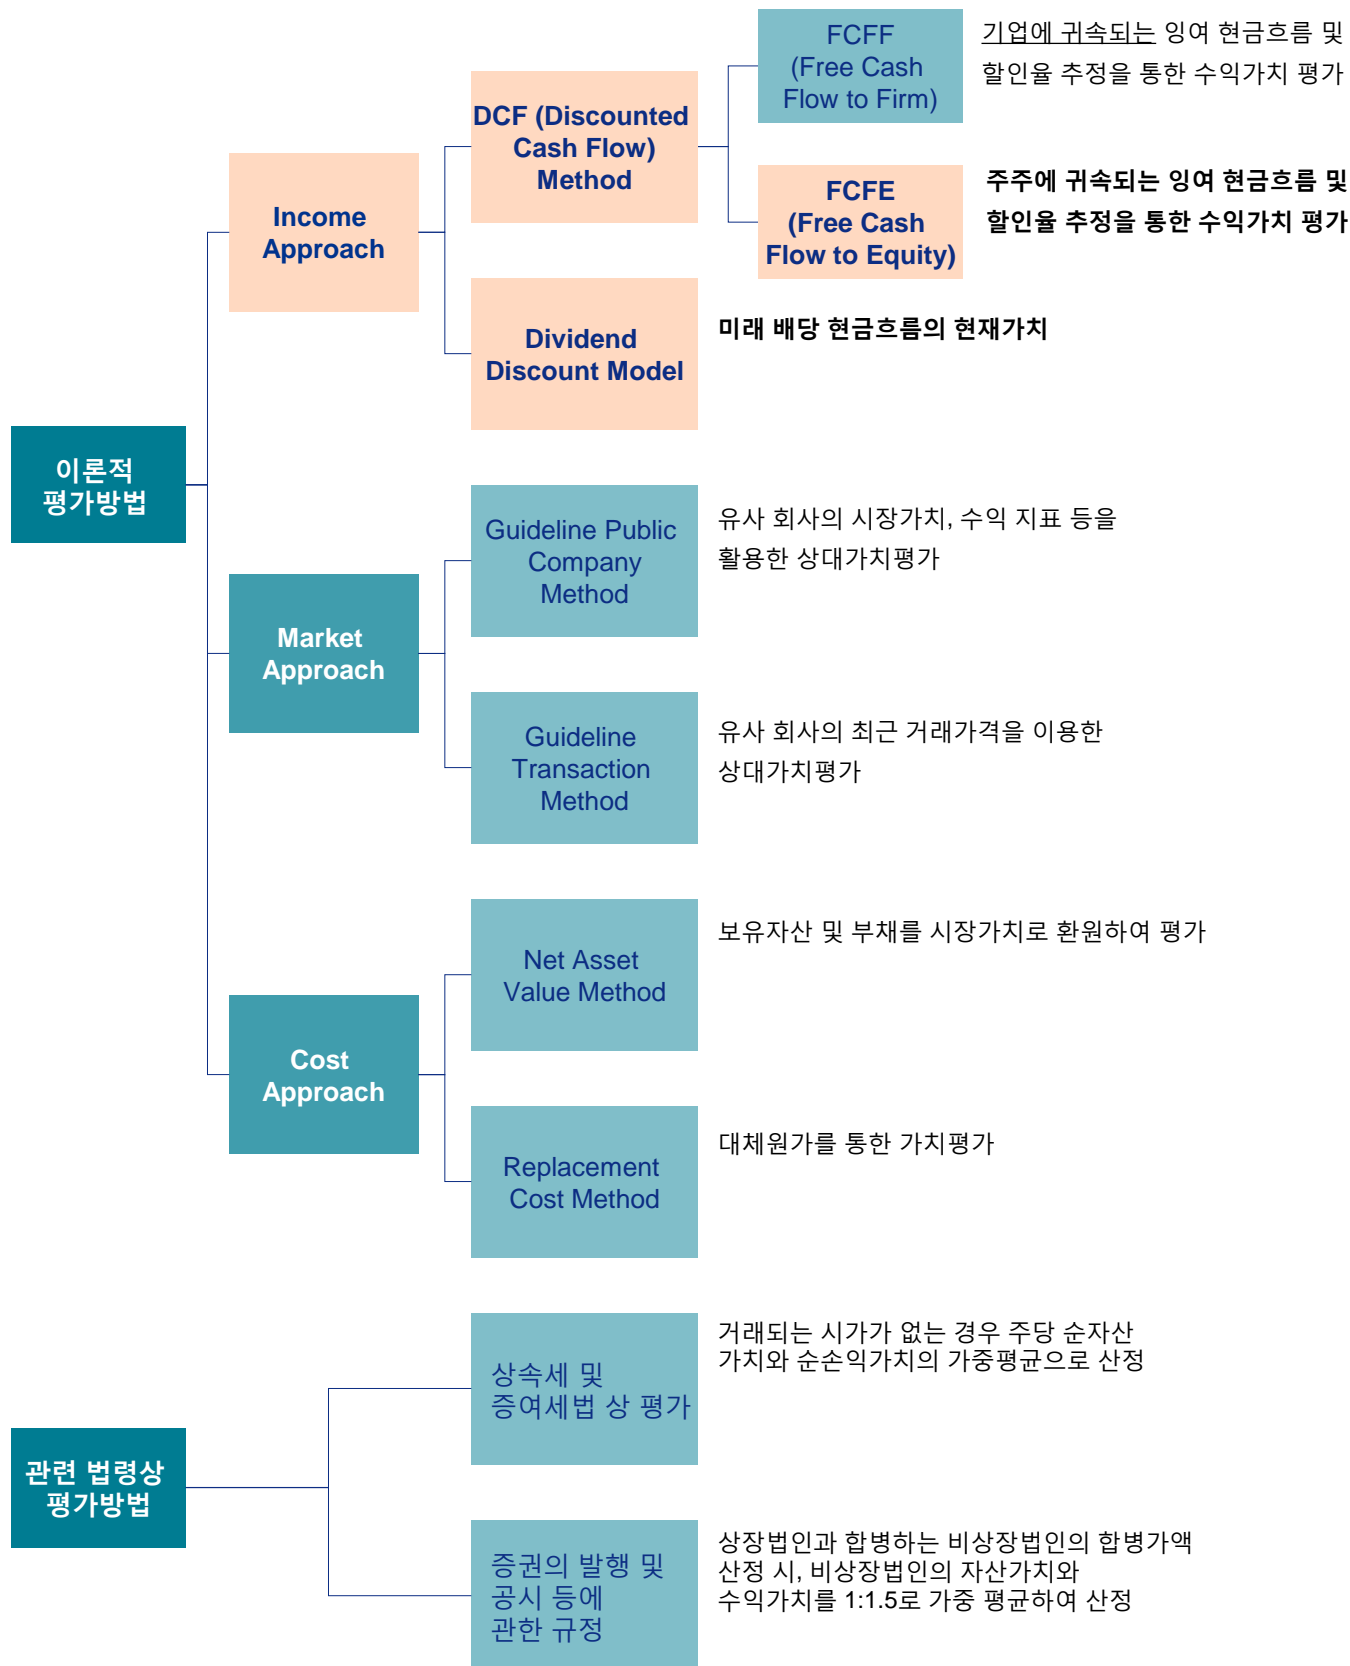 FCFF
(Free Cash
Flow to Firm)
기업에 귀속되는 잉여 현금흐름 및
할인율 추정을 통한 수익가치 평가
DCF (Discounted
Cash Flow)
Method
FCFE
(Free Cash
Flow to Equity)
주주에 귀속되는 잉여 현금흐름 및
할인율 추정을 통한 수익가치 평가
Income
Approach
Dividend
Discount Model
미래 배당 현금흐름의 현재가치
이론적
평가방법
Guideline Public
Company
Method
유사 회사의 시장가치, 수익 지표 등을
활용한 상대가치평가
Market
Approach
Guideline
Transaction
Method
유사 회사의 최근 거래가격을 이용한
상대가치평가
Net Asset
Value Method
보유자산 및 부채를 시장가치로 환원하여 평가
Cost
Approach
Replacement
Cost Method
대체원가를 통한 가치평가
상속세 및
증여세법 상 평가
거래되는 시가가 없는 경우 주당 순자산
가치와 순손익가치의 가중평균으로 산정
관련 법령상
평가방법
증권의 발행 및
공시 등에
관한 규정
상장법인과 합병하는 비상장법인의 합병가액
산정 시, 비상장법인의 자산가치와
수익가치를 1:1.5로 가중 평균하여 산정